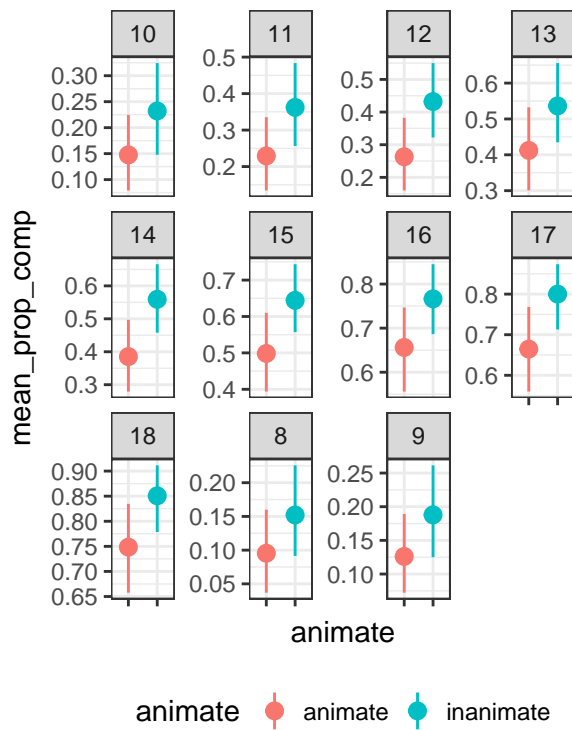 10 11 12 13
0.30 0.25 0.20 0.15 0.10
0.5 0.4 0.3 0.2
0.5 0.4 0.3 0.2
0.6 0.5 0.4 0.3
14 15 16 17
0.6 0.5 0.4 0.3
0.7 0.6 0.5 0.4
0.8 0.7 0.6
0.8 0.7 0.6
18 8 9
0.90 0.85 0.80 0.75 0.70 0.65
0.20 0.15 0.10 0.05
0.25 0.20 0.15 0.10
mean_prop_comp
animate
animate animate inanimate